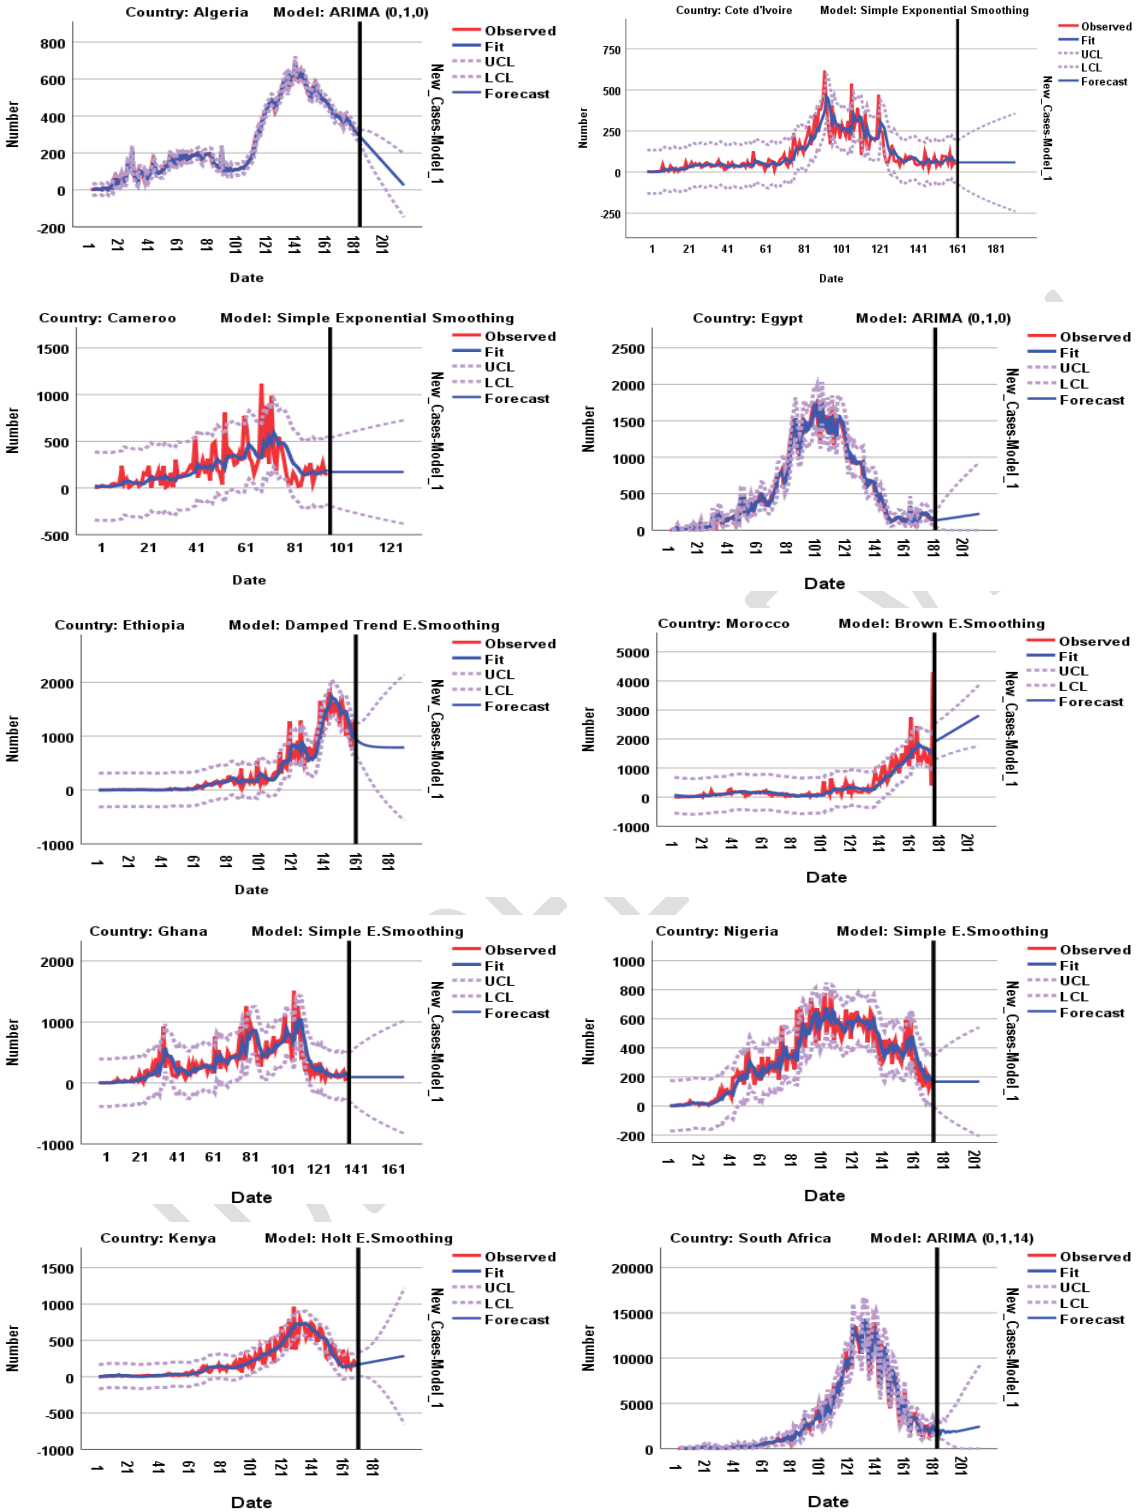 Country: Algeria Model: ARIMA (0,1,0)
800
600
400
200
0
-200
Number
1 21 41 61 81 101 121 141 161 181 201
Date
New_Cases-Model_1
Observed
Fit
UCL
LCL
Forecast
Country: Cote d'Ivoire Model: Simple Exponential Smoothing
750
500
250
0
-250
Number
1 21 41 61 81 101 121 141 161 181
Date
New_Cases-Model_1
Observed
Fit
UCL
LCL
Forecast
Country: Cameroo Model: Simple Exponential Smoothing
1500
1000
500
0
-500
Number
1 21 41 61 81 101 121
Date
New_Cases-Model_1
Observed
Fit
UCL
LCL
Forecast
Country: Egypt Model: ARIMA (0,1,0)
2500
2000
1500
1000
500
0
Number
1 21 41 61 81 101 121 141 161 181 201
Date
New_Cases-Model_1
Observed
Fit
UCL
LCL
Forecast
Country: Ethiopia Model: Damped Trend E.Smoothing
2000
1000
0
-1000
Number
1 21 41 61 81 101 121 141 161 181
Date
New_Cases-Model_1
Observed
Fit
UCL
LCL
Forecast
Country: Morocco Model: Brown E.Smoothing
5000
4000
3000
2000
1000
0
-1000
Number
1 21 41 61 81 101 121 141 161 181 201
Date
New_Cases-Model_1
Observed
Fit
UCL
LCL
Forecast
Country: Ghana Model: Simple E.Smoothing
2000
1000
0
-1000
Number
1 21 41 61 81 101 121 141 161
Date
New_Cases-Model_1
Observed
Fit
UCL
LCL
Forecast
Country: Nigeria Model: Simple E.Smoothing
1000
800
600
400
200
0
-200
Number
1 21 41 61 81 101 121 141 161 181 201
Date
New_Cases-Model_1
Observed
Fit
UCL
LCL
Forecast
Country: Kenya Model: Holt E.Smoothing
1500
1000
500
0
-500
-1000
Number
1 21 41 61 81 101 121 141 161 181
Date
New_Cases-Model_1
Observed
Fit
UCL
LCL
Forecast
Country: South Africa Model: ARIMA (0,1,14)
20000
15000
10000
5000
0
Number
1 21 41 61 81 101 121 141 161 181 201
Date
New_Cases-Model_1
Observed
Fit
UCL
LCL
Forecast